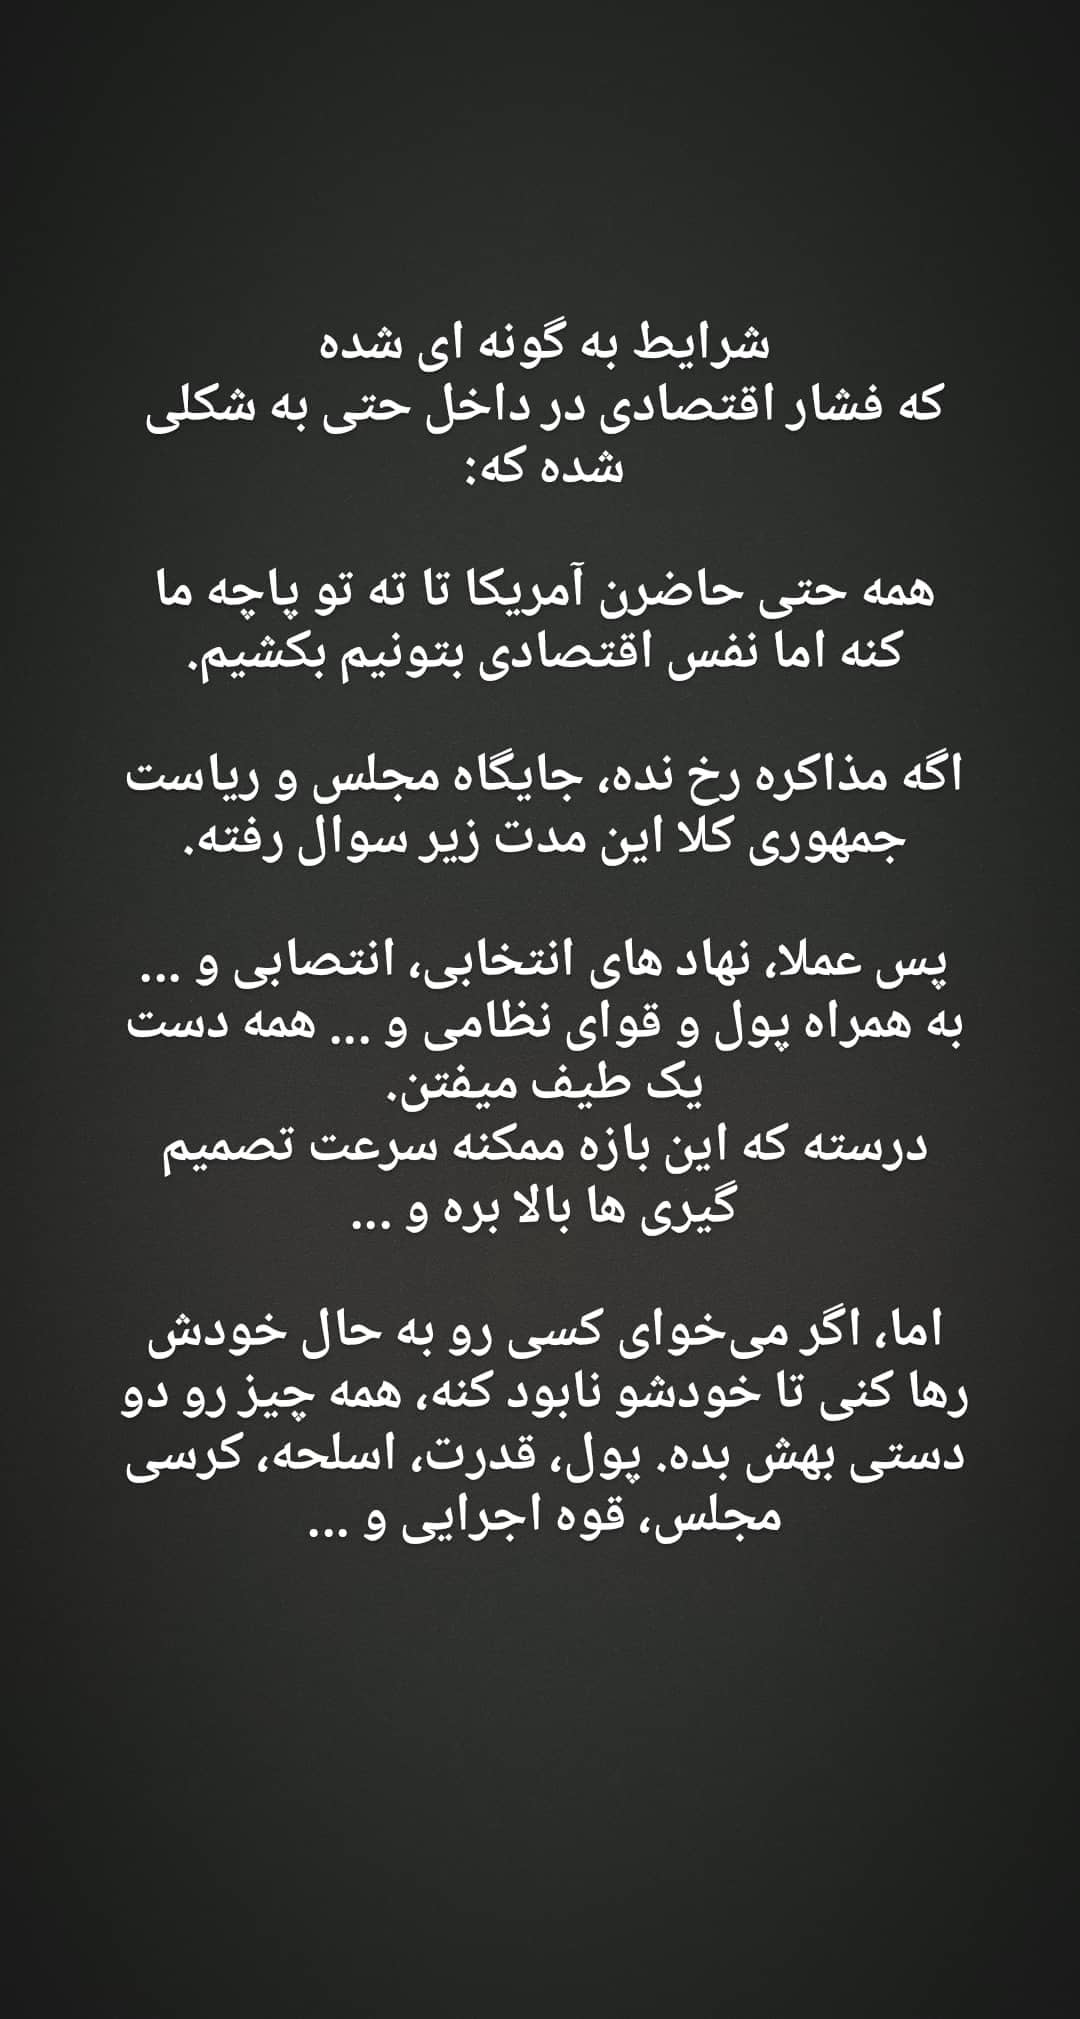 شرایط به گونه ای شده
که فشار اقتصادی در داخل حتی به شکلی
شده که:
همه حتی حاضرن آمریکا تا ته تو پاچه ما
کنه اما نفس اقتصادی بتونیم بکشیم.
اگه مذاکره رخ نده، جایگاه مجلس و ریاست
جمهوری کلا این مدت زیر سوال رفته.
پس عملا، نهاد های انتخابی، انتصابی و ...
به همراه پول و قوای نظامی و ... همه دست
یک طیف میفتن.
درسته که این بازه ممکنه سرعت تصمیم
گیری ها بالا بره و ...
اما، اگر می‌خوای کسی رو به حال خودش
رها کنی تا خودشو نابود کنه، همه چیز رو دو
دستی بهش بده. پول، قدرت، اسلحه، کرسی
مجلس، قوه اجرایی و ...